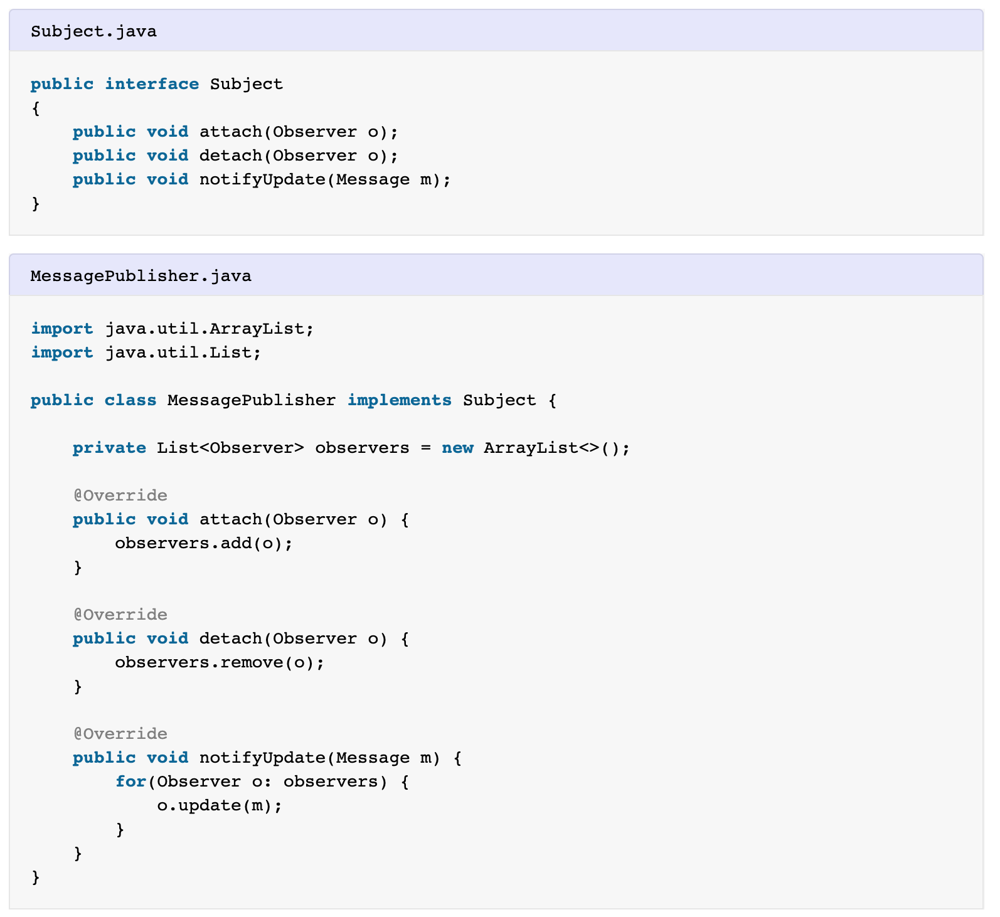 Subject.java
public interface Subject
{
    public void attach(Observer o);
    public void detach(Observer o);
    public void notifyUpdate(Message m);
}
MessagePublisher.java
import java.util.ArrayList;
import java.util.List;
public class MessagePublisher implements Subject {
    private List<Observer> observers = new ArrayList<>();
    @Override
    public void attach(Observer o) {
        observers.add(o);
    }
    @Override
    public void detach(Observer o) {
        observers.remove(o);
    }
    @Override
    public void notifyUpdate(Message m) {
        for(Observer o: observers) {
            o.update(m);
        }
    }
}